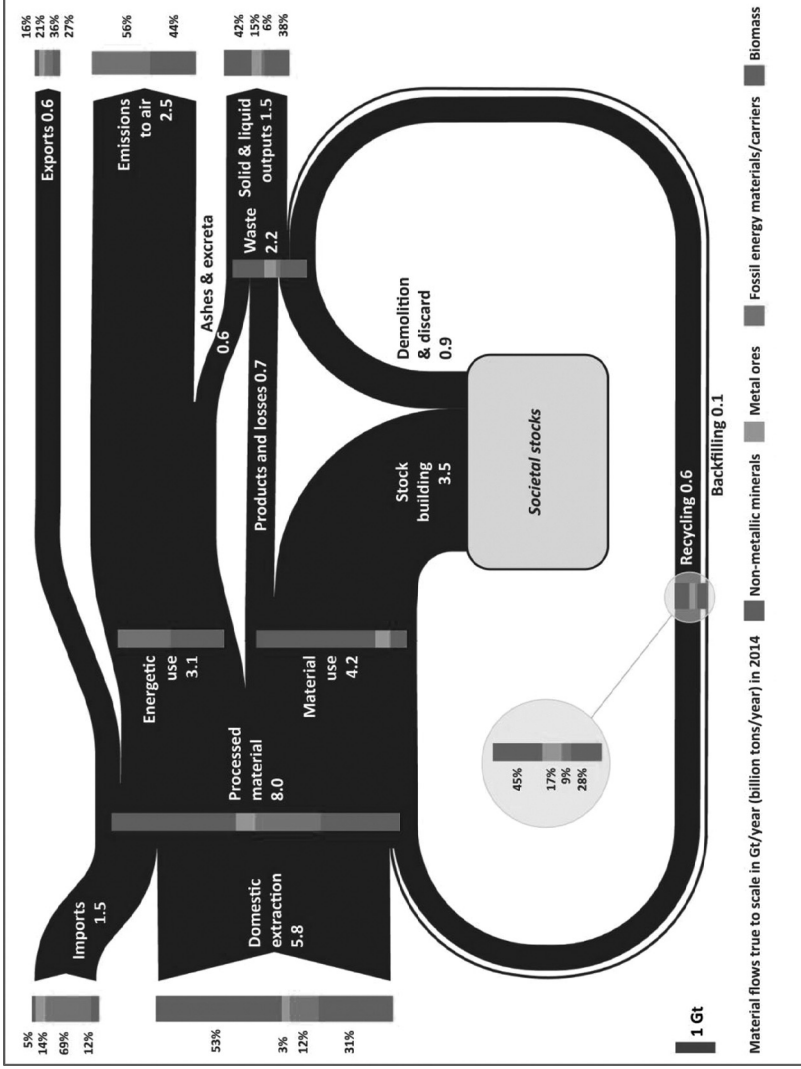 5%
14%
69%
12%
53%
3%
12%
31%
Imports
1.5
Domestic
extraction
5.8
Processed
material
8.0
Energetic
use
3.1
Material
use
4.2
Exports 0.6
16%
21%
36%
27%
Emissions
to air
2.5
56%
44%
Ashes & excreta
0.6
Products and losses 0.7
Waste
2.2
Solid & liquid
outputs 1.5
42%
15%
6%
38%
Stock
building
3.5
Demolition
& discard
0.9
Societal stocks
45%
17%
9%
28%
Recycling 0.6
Backfilling 0.1
1 Gt
Material flows true to scale in Gt/year (billion tons/year) in 2014
Non-metallic minerals
Metal ores
Fossil energy materials/carriers
Biomass